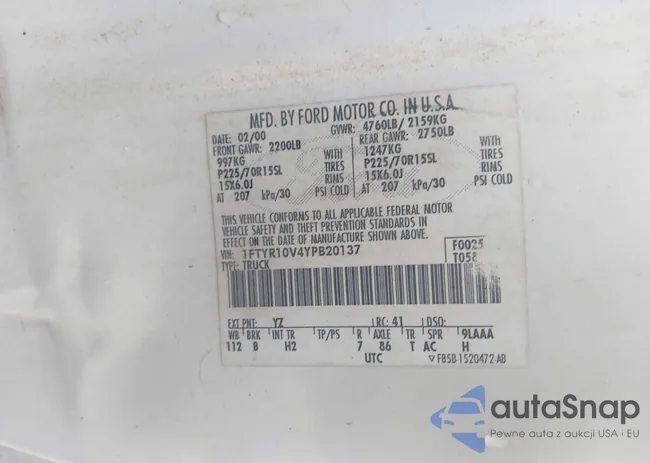 MFD. BY FORD MOTOR CO. IN U.S.A.
DATE: 02/00 GVWR: 4760LB/ 2159KG
FRONT GAWR: 2200LB REAR GAWR: 2750LB
997KG WITH 1247KG WITH
P225/70R15SL TIRES P225/70R15SL TIRES
15X6.0J RIMS 15X6.0J RIMS
AT 207 kPa/30 PSI COLD AT 207 kPa/30 PSI COLD
THIS VEHICLE CONFORMS TO ALL APPLICABLE FEDERAL MOTOR
VEHICLE SAFETY AND THEFT PREVENTION STANDARDS IN
EFFECT ON THE DATE OF MANUFACTURE SHOWN ABOVE.
VIN: 1FTYR10V4YPB20137 F0025
TYPE: TRUCK T058
EXT PNT: YZ RC: 41 DSO:
WB BRK INT TR TP/PS R AXLE TR SPR 9LAAA
112 B H2 7 86 T AC H
UTC ▽ F85B-1520472-AB
autaSnap
Pewne auta z aukcji USA i EU